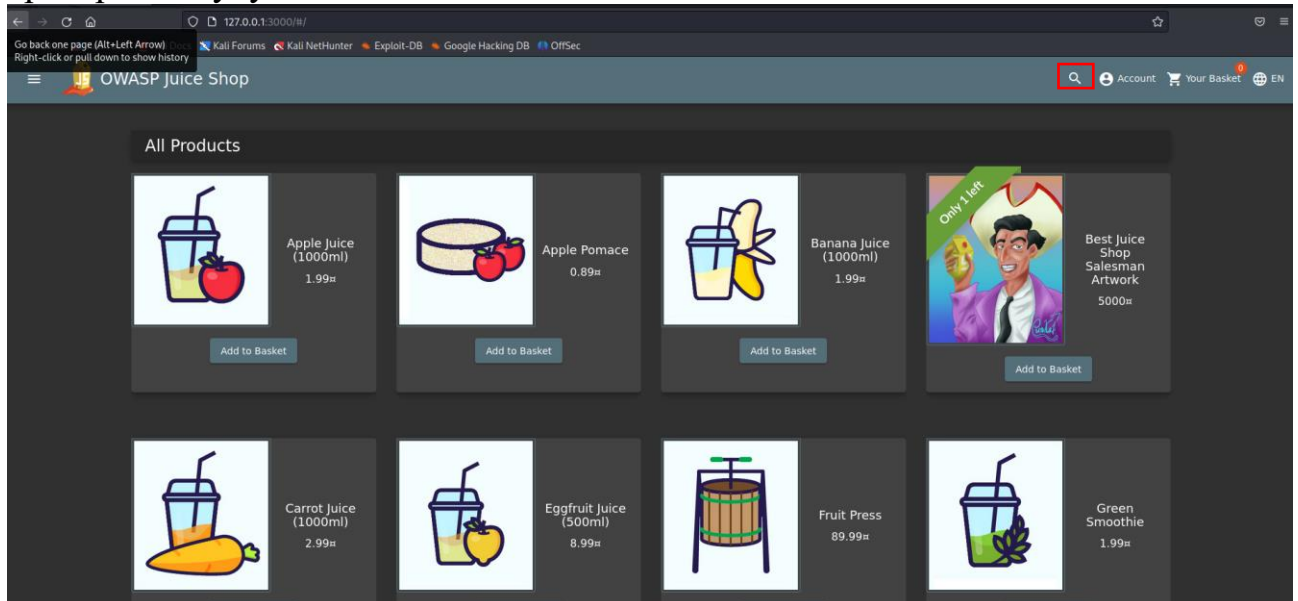 127.0.0.1:3000/#/
Go back one page (Alt+Left Arrow)
Right-click or pull down to show history
Kali Forums Kali NetHunter Exploit-DB Google Hacking DB OffSec
OWASP Juice Shop
Account Your Basket 0 EN
All Products
Apple Juice
(1000ml)
1.99¤
Add to Basket
Apple Pomace
0.89¤
Add to Basket
Banana Juice
(1000ml)
1.99¤
Add to Basket
Only 1 left
Best Juice
Shop
Salesman
Artwork
5000¤
Add to Basket
Carrot Juice
(1000ml)
2.99¤
Eggfruit Juice
(500ml)
8.99¤
Fruit Press
89.99¤
Green
Smoothie
1.99¤